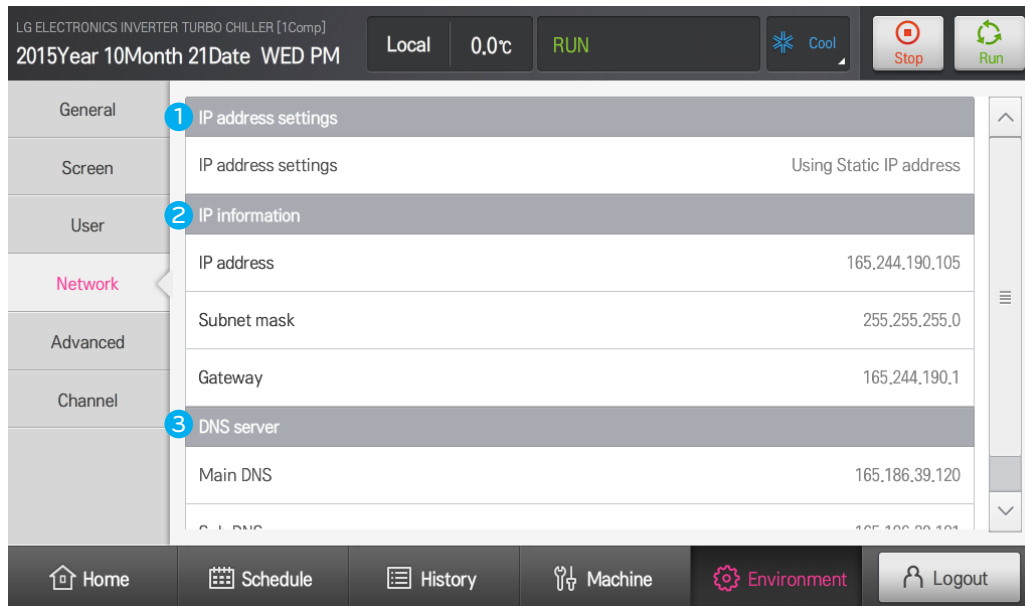 LG ELECTRONICS INVERTER TURBO CHILLER [1Comp]
2015Year 10Month 21Date WED PM
Local
0.0℃
RUN
Cool
Stop
Run
General
Screen
User
Network
Advanced
Channel
1 IP address settings
IP address settings Using Static IP address
2 IP information
IP address 165.244.190.105
Subnet mask 255.255.255.0
Gateway 165.244.190.1
3 DNS server
Main DNS 165.186.39.120
Home
Schedule
History
Machine
Environment
Logout